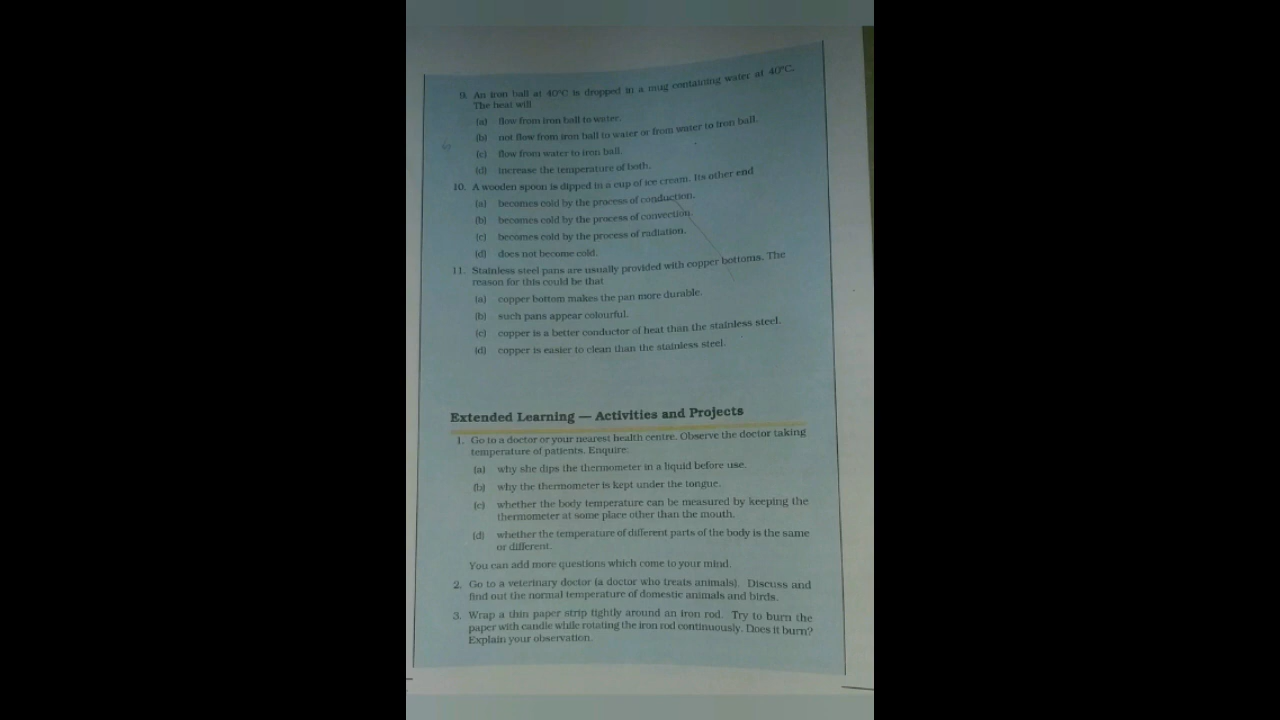 9. An iron ball at 40°C is dropped in a mug containing water at 40°C.
The heat will
(a) flow from iron ball to water.
(b) not flow from iron ball to water or from water to iron ball.
(c) flow from water to iron ball.
(d) increase the temperature of both.
10. A wooden spoon is dipped in a cup of ice cream. Its other end
(a) becomes cold by the process of conduction.
(b) becomes cold by the process of convection.
(c) becomes cold by the process of radiation.
(d) does not become cold.
11. Stainless steel pans are usually provided with copper bottoms. The
reason for this could be that
(a) copper bottom makes the pan more durable.
(b) such pans appear colourful.
(c) copper is a better conductor of heat than the stainless steel.
(d) copper is easier to clean than the stainless steel.
Extended Learning — Activities and Projects
1. Go to a doctor or your nearest health centre. Observe the doctor taking
temperature of patients. Enquire:
(a) why she dips the thermometer in a liquid before use.
(b) why the thermometer is kept under the tongue.
(c) whether the body temperature can be measured by keeping the
thermometer at some place other than the mouth.
(d) whether the temperature of different parts of the body is the same
or different.
You can add more questions which come to your mind.
2. Go to a veterinary doctor (a doctor who treats animals). Discuss and
find out the normal temperature of domestic animals and birds.
3. Wrap a thin paper strip tightly around an iron rod. Try to burn the
paper with candle while rotating the iron rod continuously. Does it burn?
Explain your observation.